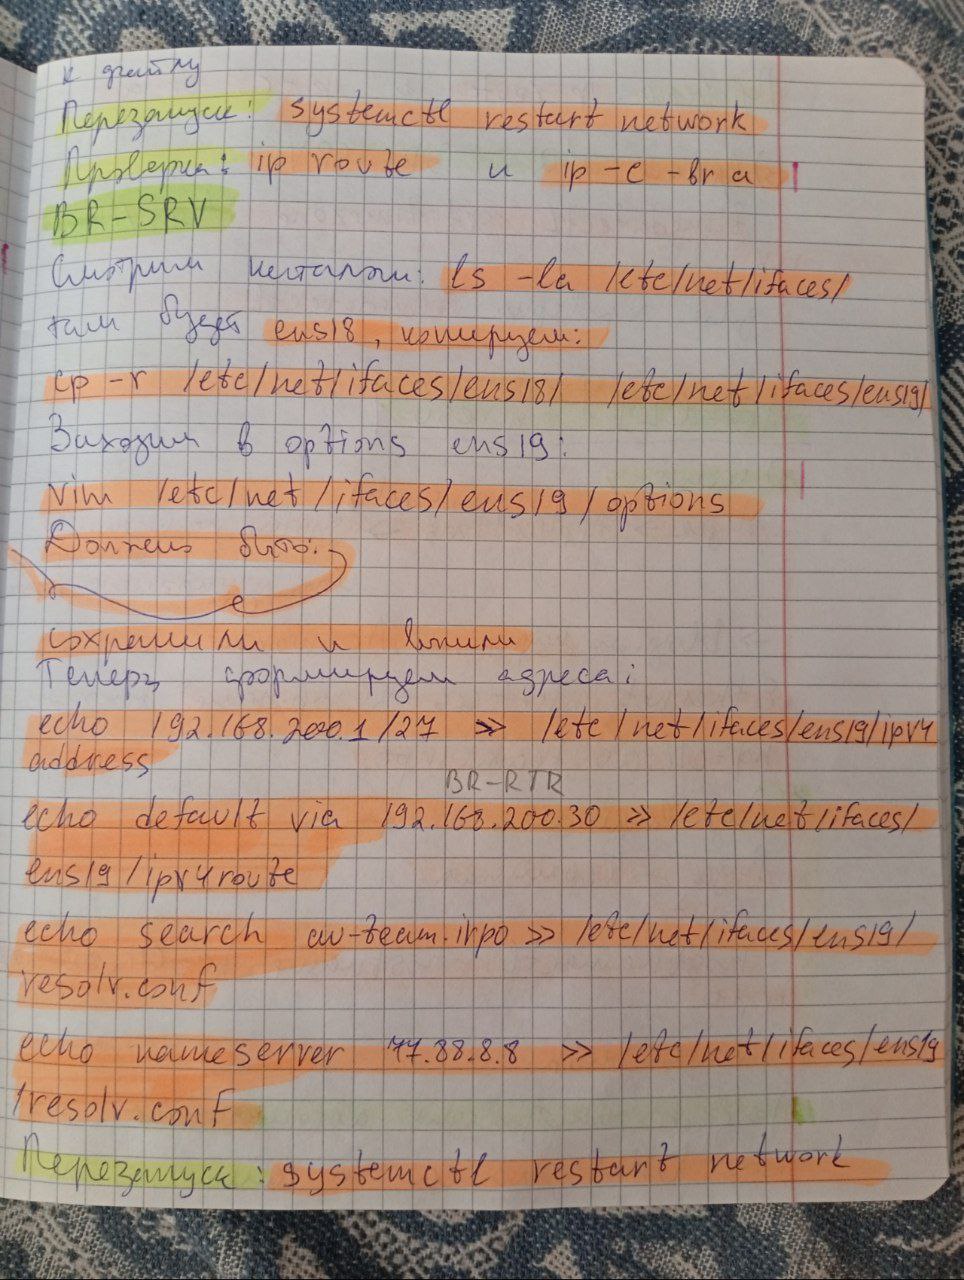 к
Перезапуск: systemctl restart network
Проверка: ip route и ip -c -br a
BR-SRV
Смотрим каталоги: ls -la /etc/net/ifaces/
там будет ens18, копируем:
cp -r /etc/net/ifaces/ens18/ /etc/net/ifaces/ens19/
Заходим в options ens19:
vim /etc/net/ifaces/ens19/options
Должно быть:
сохранили и вышли
Теперь формируем адреса:
echo 192.168.200.1/27 >> /etc/net/ifaces/ens19/ipv4
address
BR-RTR
echo default via 192.168.200.30 >> /etc/net/ifaces/
ens19/ipv4route
echo search au-team.irpo >> /etc/net/ifaces/ens19/
resolv.conf
echo nameserver 77.88.8.8 >> /etc/net/ifaces/ens19
/resolv.conf
Перезапуск: systemctl restart network